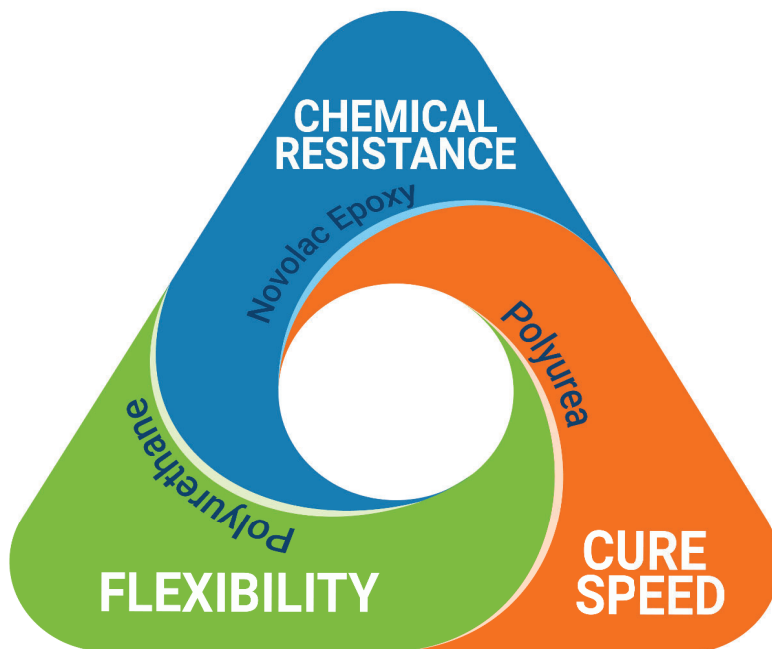 CHEMICAL
RESISTANCE
Novolac Epoxy
Polyurea
Polyurethane
FLEXIBILITY
CURE
SPEED